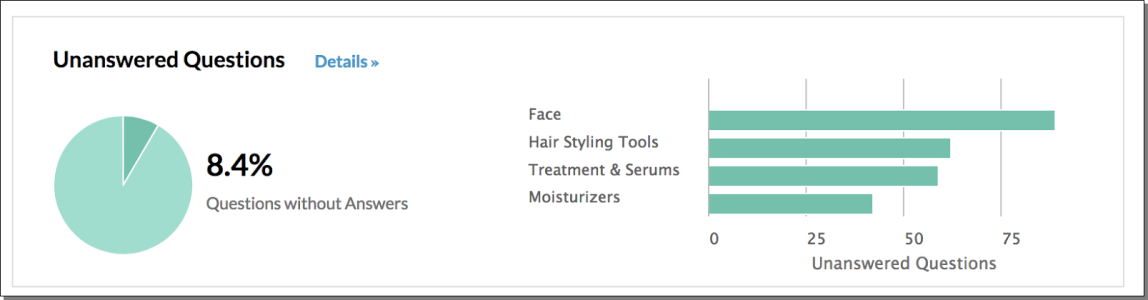 Unanswered Questions Details »
8.4%
Questions without Answers
Face
Hair Styling Tools
Treatment & Serums
Moisturizers
0 25 50 75
Unanswered Questions